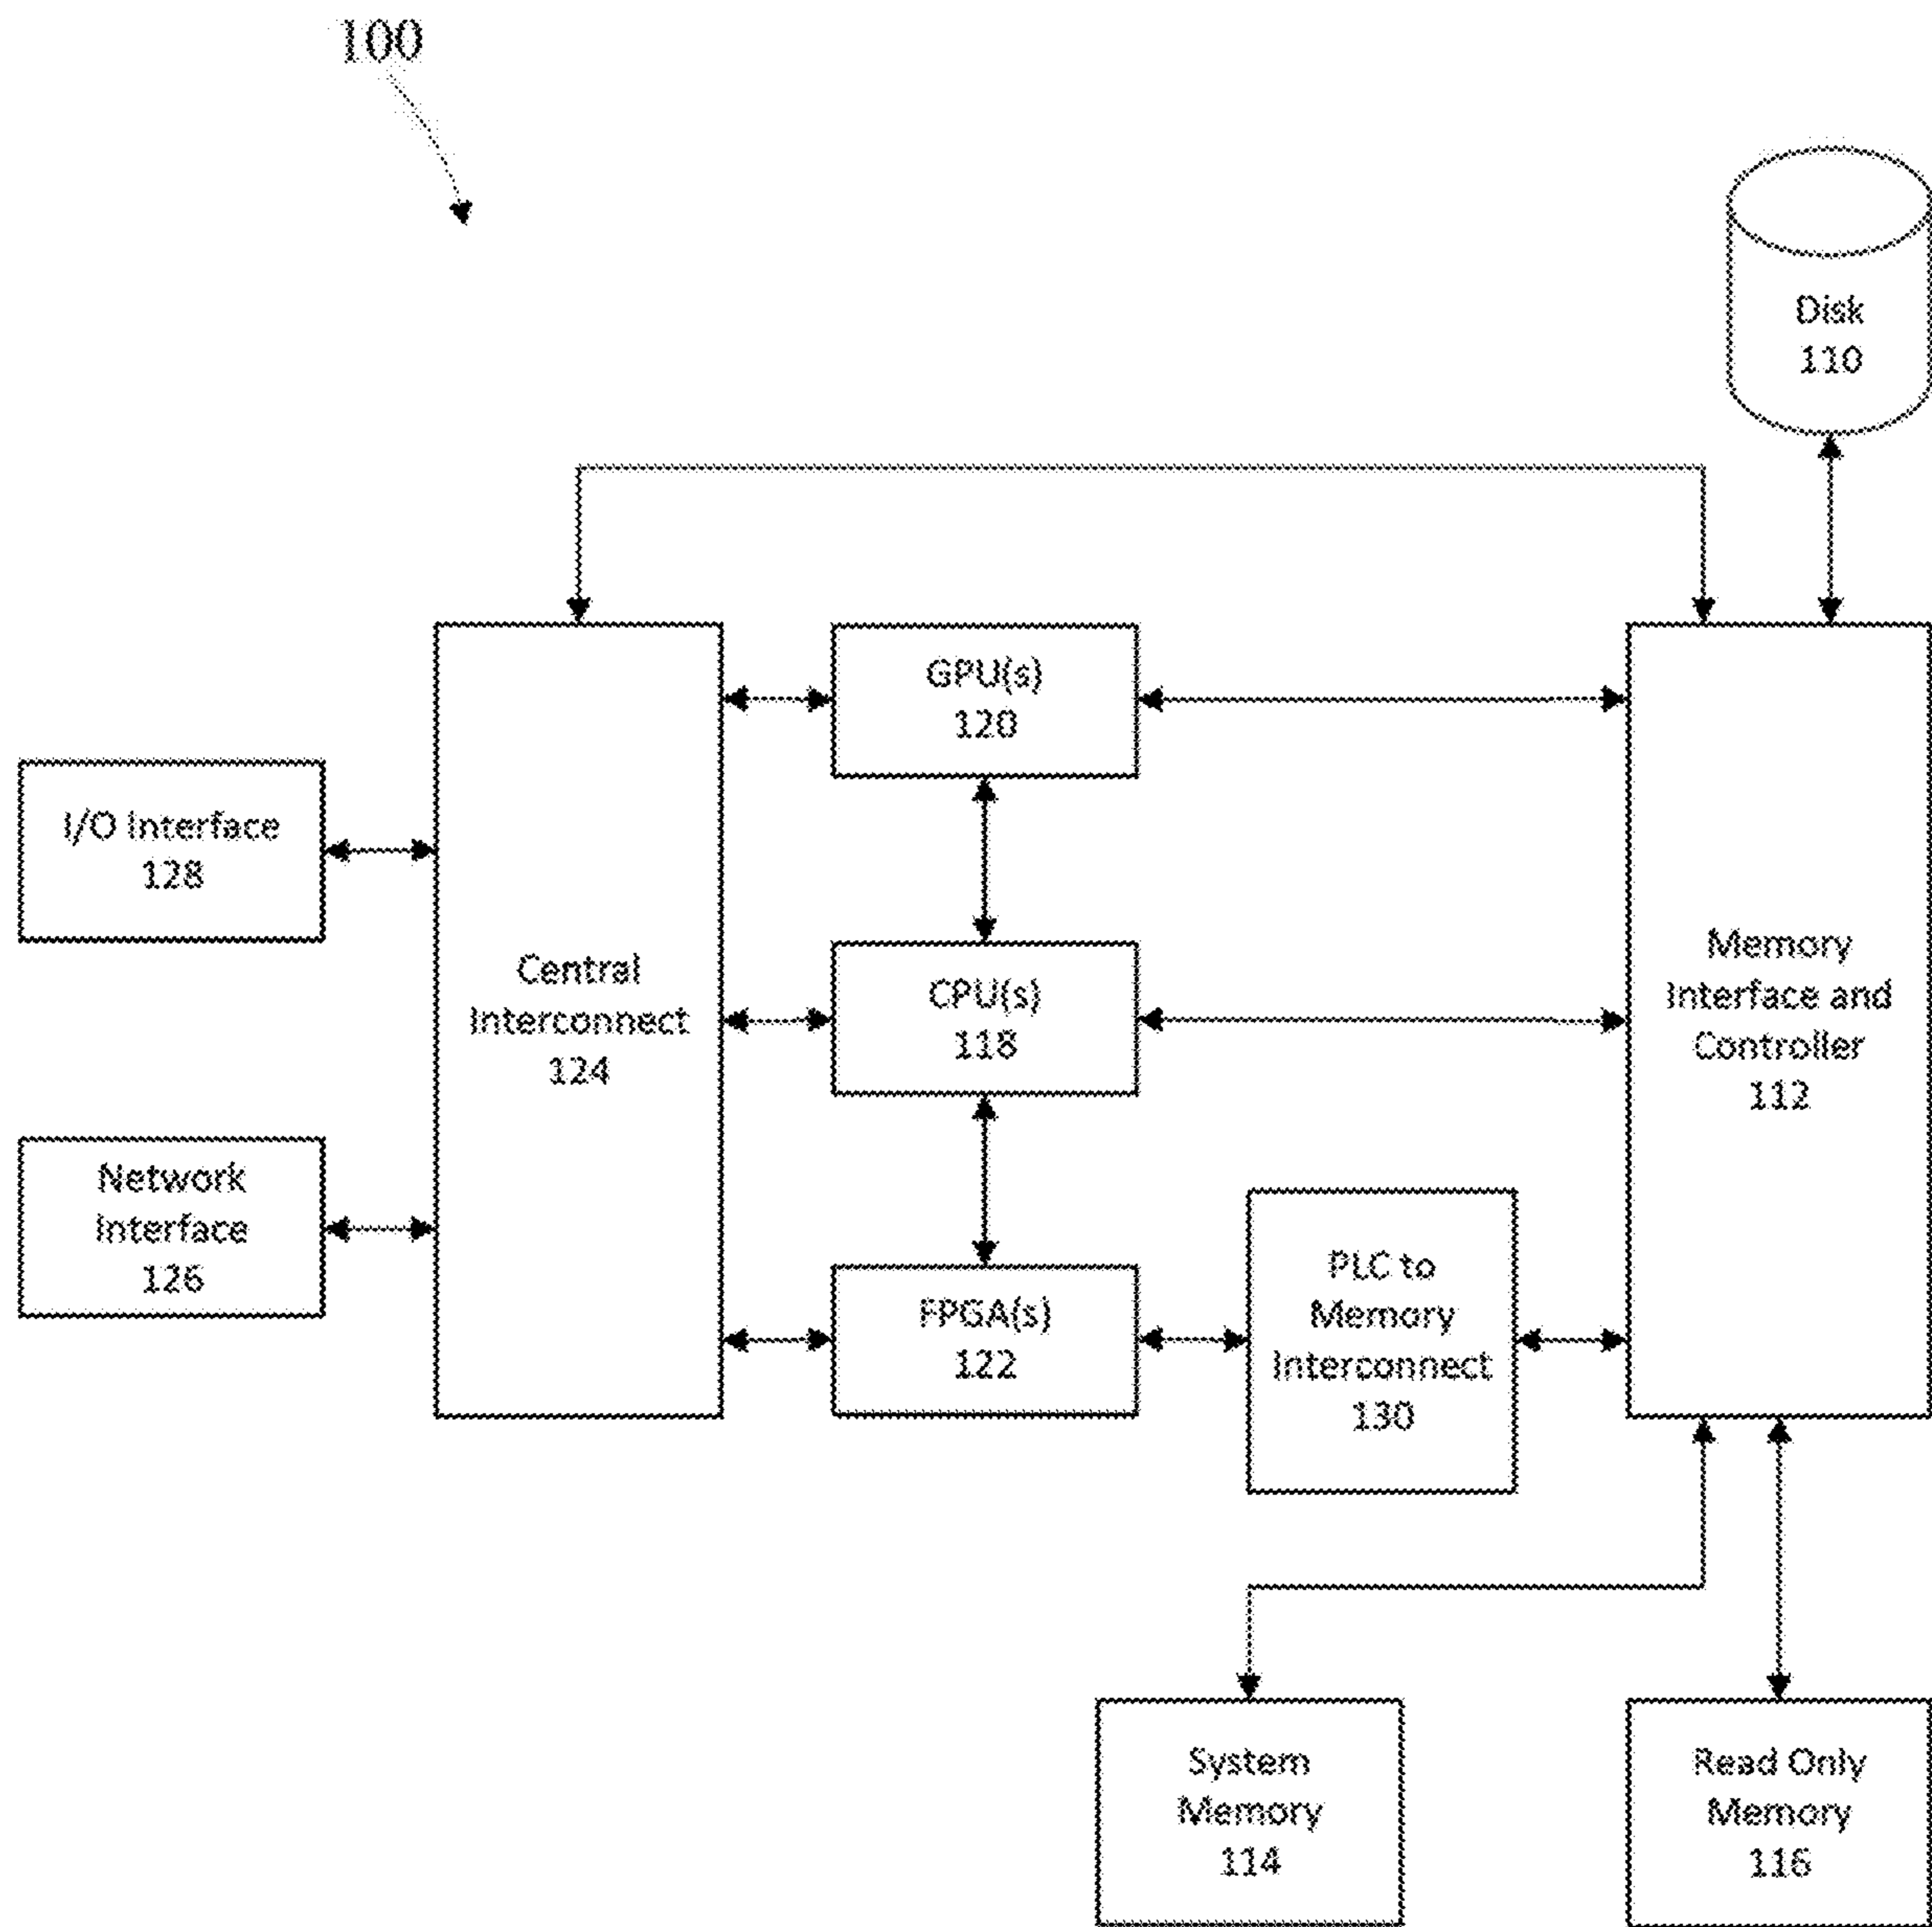 100
Disk
110
GPU(s)
120
I/O Interface
128
Central
Interconnect
124
CPU(s)
118
Memory
Interface and
Controller
112
Network
Interface
126
FPGA(s)
122
PLC to
Memory
Interconnect
130
System
Memory
114
Read Only
Memory
116